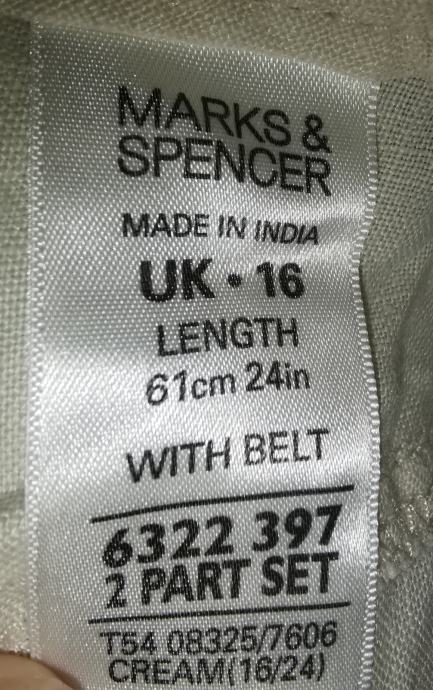 MARKS &
SPENCER
MADE IN INDIA
UK • 16
LENGTH
61cm 24in
WITH BELT
6322 397
2 PART SET
T54 08325/7606
CREAM(16/24)